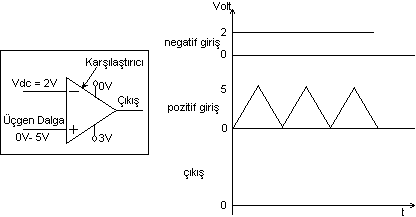 Karşılaştırıcı
Vdc = 2V
0V
Çıkış
Üçgen Dalga
0V- 5V
3V
Volt
2
negatif giriş
0
5
pozitif giriş
0
çıkış
0
t